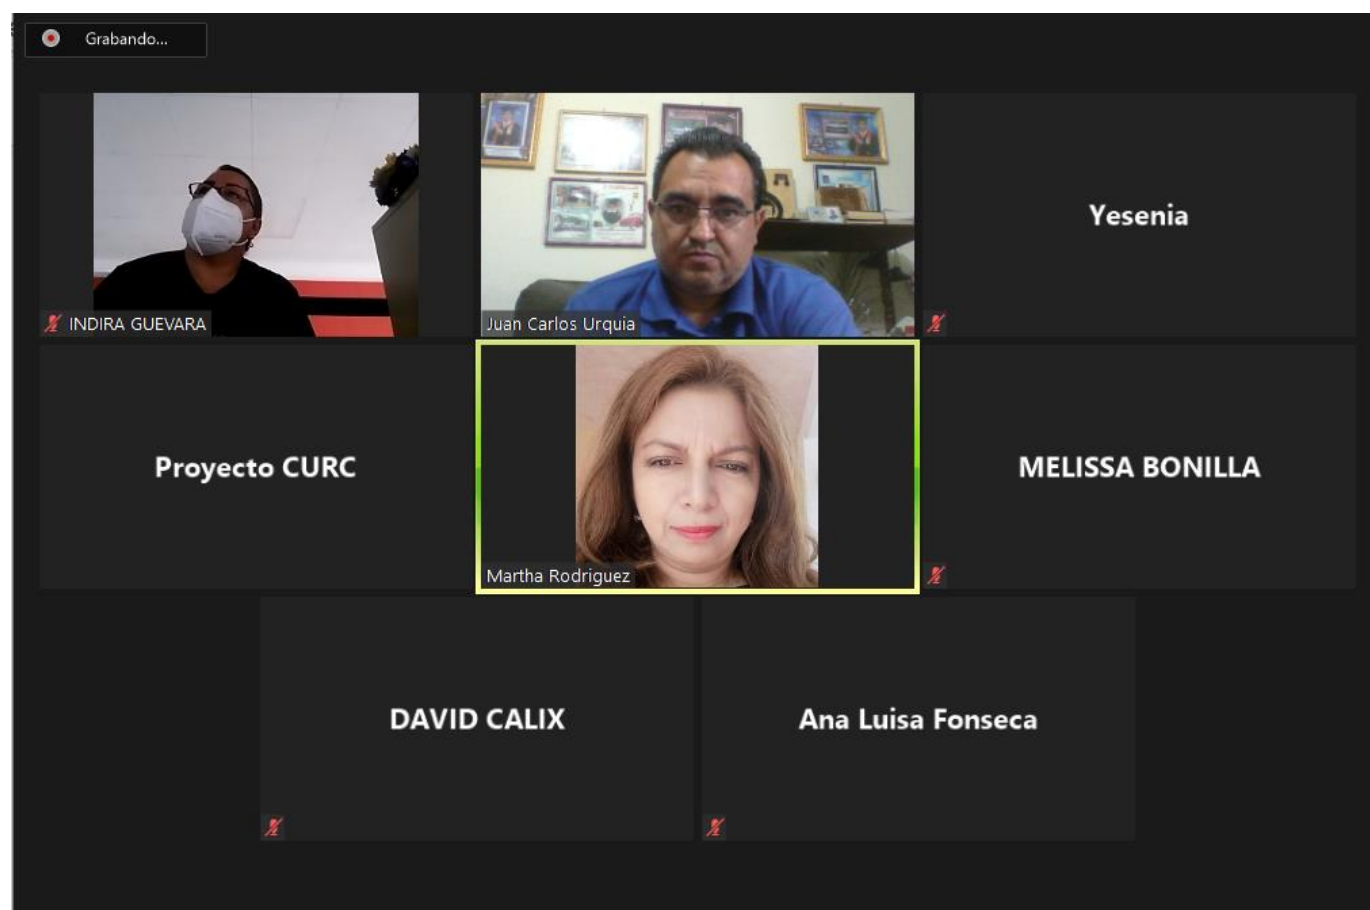 Grabando...
INDIRA GUEVARA
Juan Carlos Urquia
Yesenia
Proyecto CURC
Martha Rodriguez
MELISSA BONILLA
DAVID CALIX
Ana Luisa Fonseca